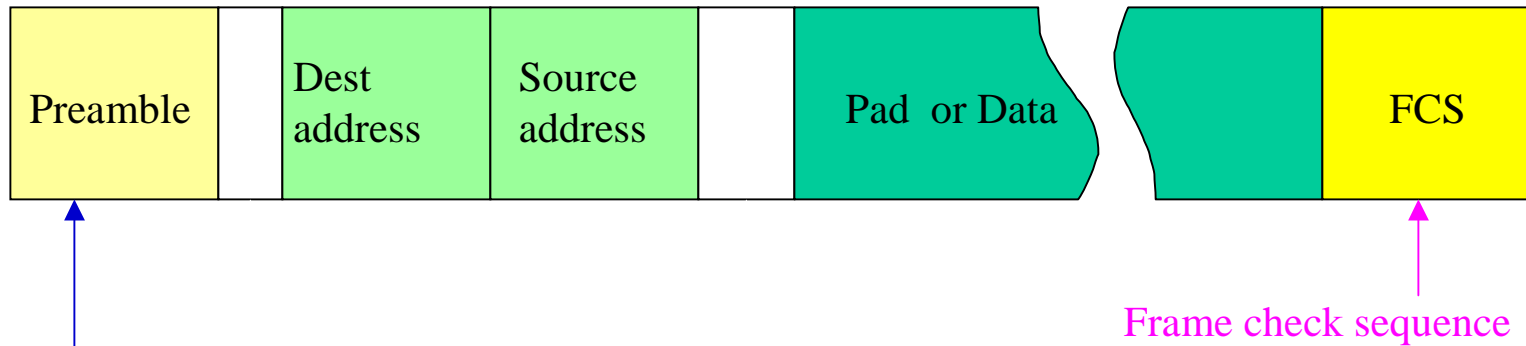 Preamble
Dest
address
Source
address
Pad or Data
FCS
Frame check sequence